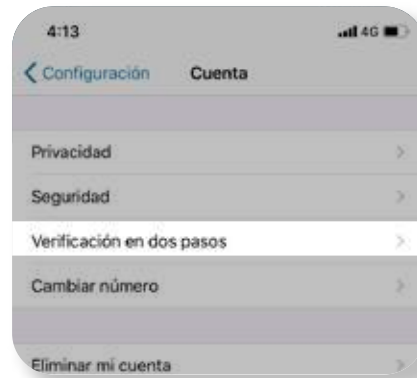 4:13
4G
Configuración
Cuenta
Privacidad
Seguridad
Verificación en dos pasos
Cambiar número
Eliminar mi cuenta